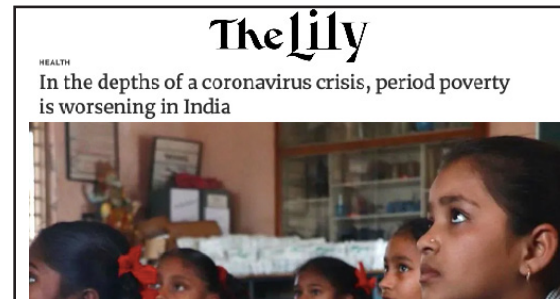 The Lily
HEALTH
In the depths of a coronavirus crisis, period poverty
is worsening in India